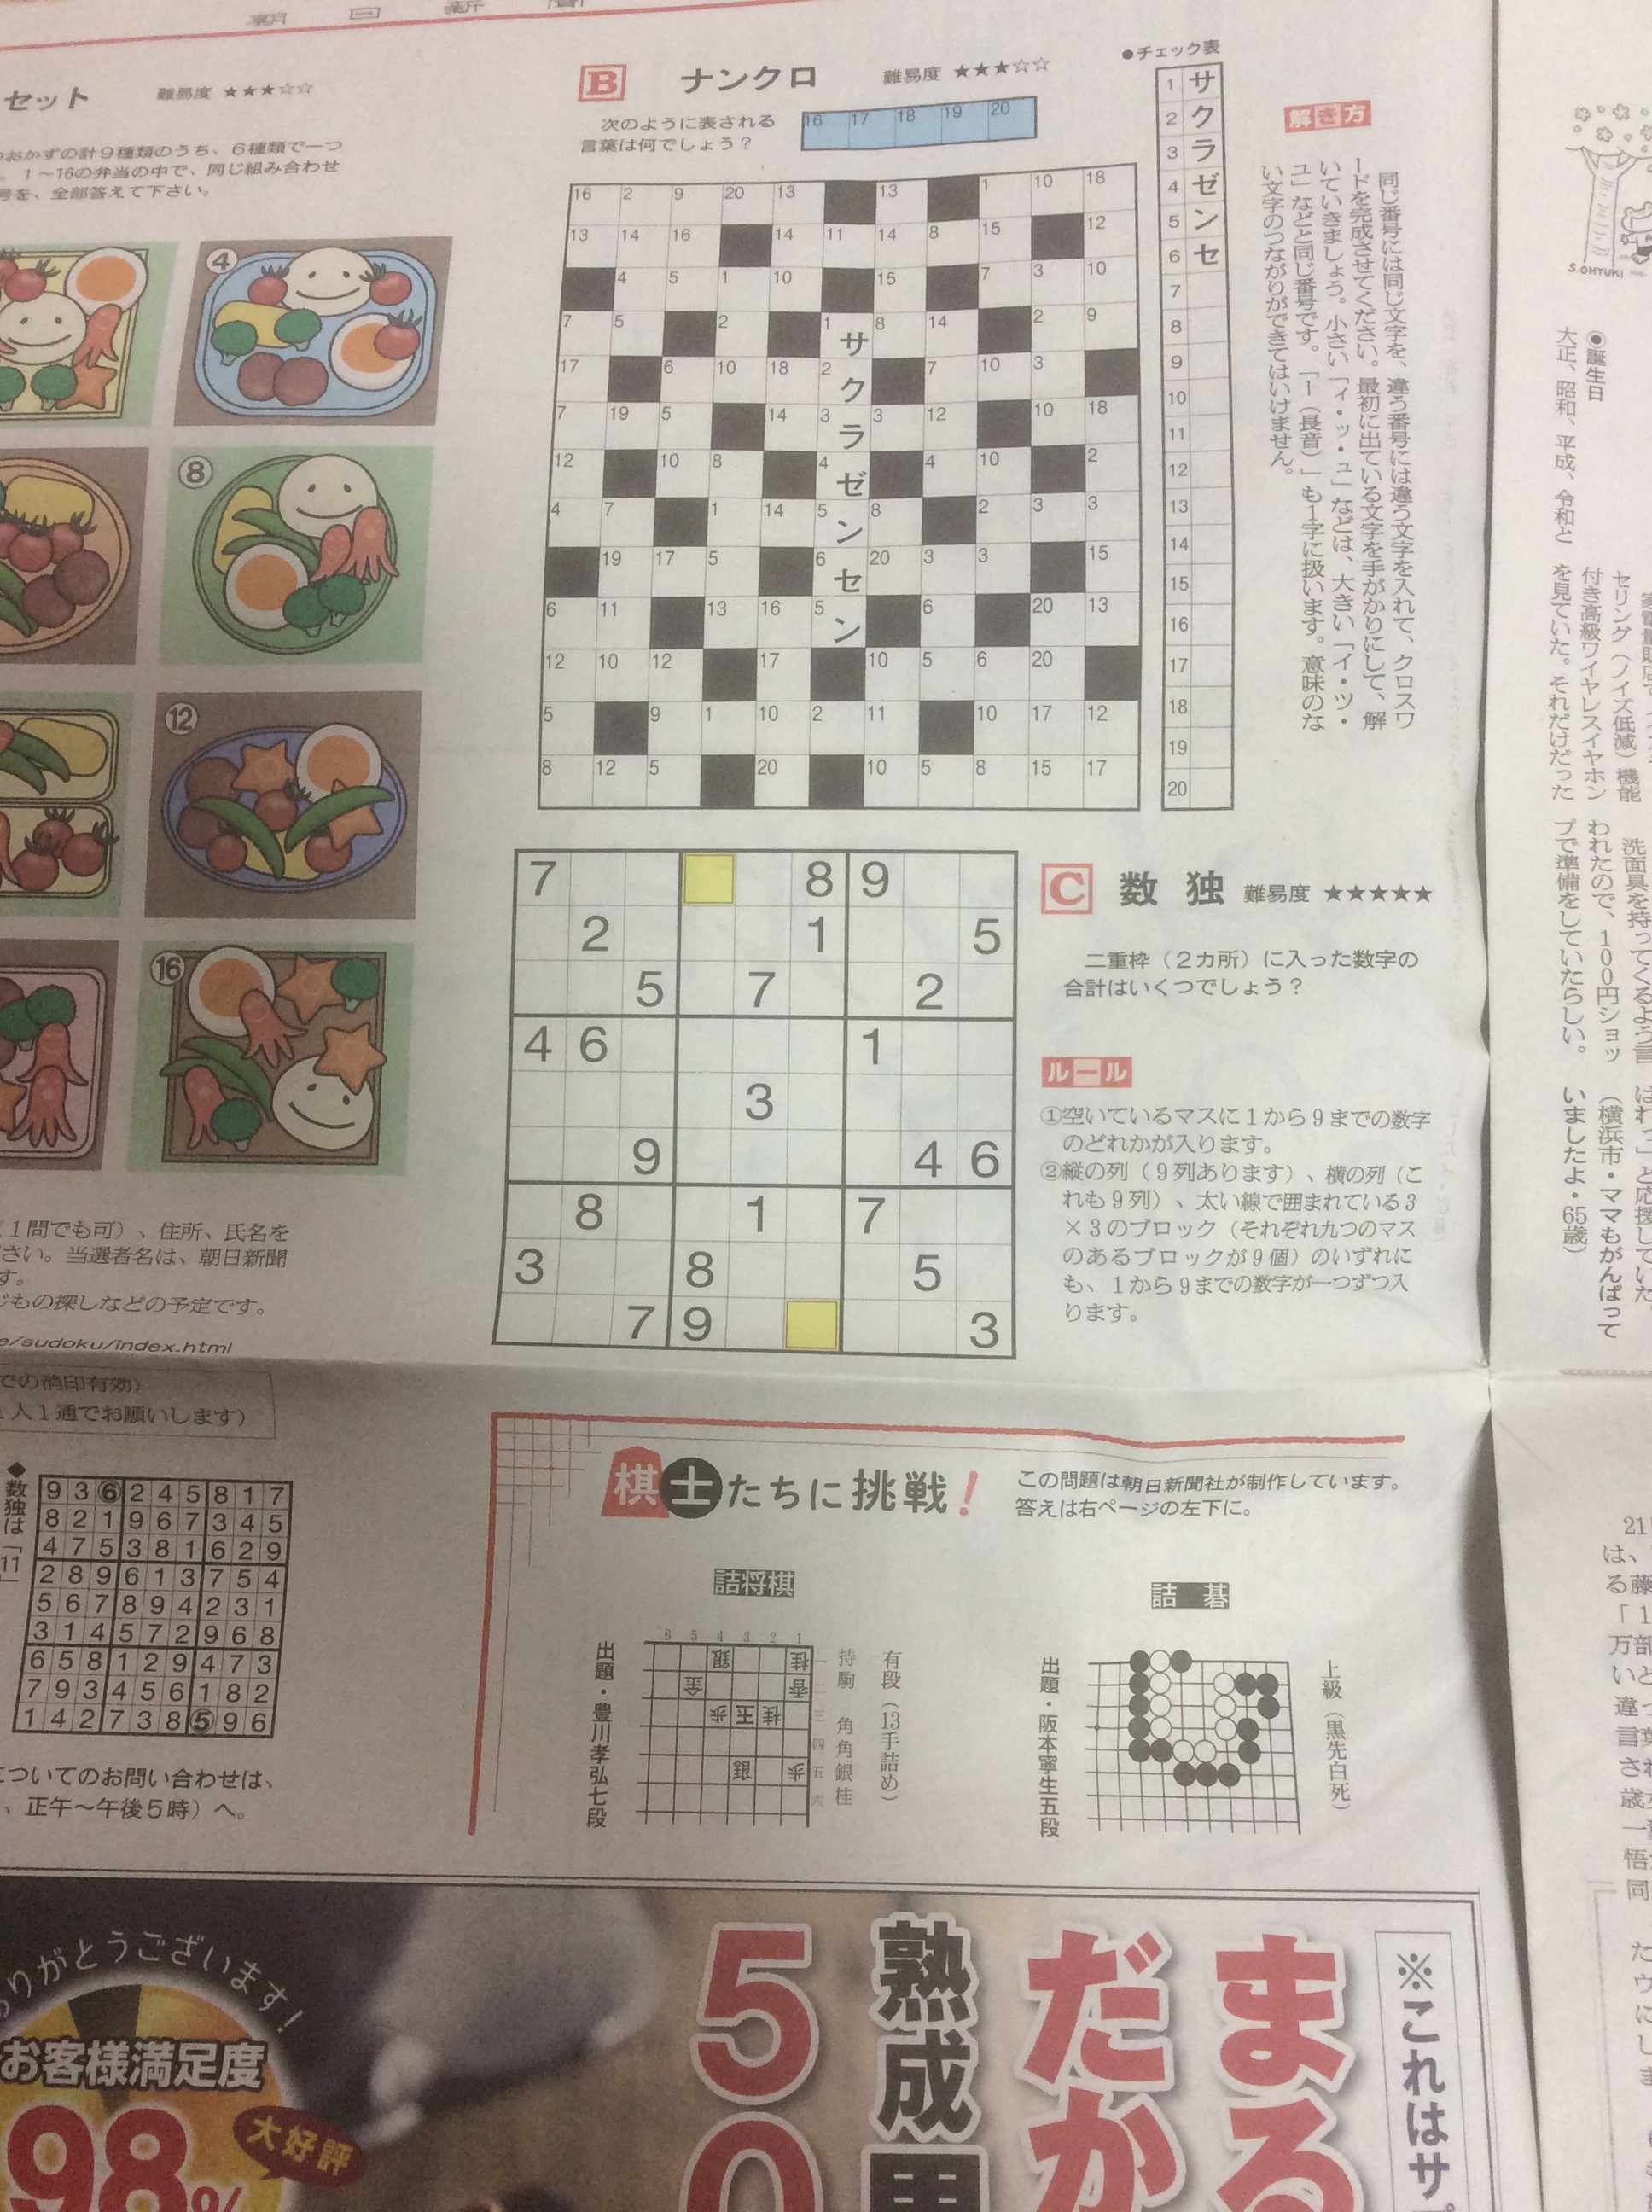 朝日新聞
セット 難易度 ★★★☆☆
おかずの計9種類のうち、6種類で一つ
1～16の弁当の中で、同じ組み合わせ
号を、全部答えて下さい。
④
⑧
⑫
⑯
(1問でも可)、住所、氏名を
さい。当選者名は、朝日新聞
す。
じもの探しなどの予定です。
e/sudoku/index.html
での消印有効)
1人1通でお願いします)
B ナンクロ 難易度 ★★★☆☆
次のように表される
言葉は何でしょう？
16 17 18 19 20
16 2 9 20 13 13 1 10 18
13 14 16 14 11 14 8 15 12
4 5 1 10 15 7 3 10
7 5 2 1サ 8 14 2 9
17 6 10 18 2ク 7 10 3
7 19 5 14 3ラ 3 12 10 18
12 10 8 4ゼ 4 10 2
4 7 1 14 5ン 8 2 3 3
19 17 5 6セ 20 3 3 15
6 11 13 16 5ン 6 20 13
12 10 12 17 10 5 6 20
5 9 1 10 2 11 10 17 12
8 12 5 20 10 5 8 15 17
●チェック表
1 サ
2 ク
3 ラ
4 ゼ
5 ン
6 セ
7
8
9
10
11
12
13
14
15
16
17
18
19
20
解き方
同じ番号には同じ文字を、違う番号には違う文字を入れて、クロスワ
ードを完成させてください。最初に出ている文字を手がかりにして、解
いていきましょう。小さい「ィ・ッ・ュ」などは、大きい「イ・ツ・
ユ」などと同じ番号です。「ー(長音)」も1字に扱います。意味のな
い文字のつながりができてはいけません。
S.OHYUKI
●誕生日
大正、昭和、平成、令和と
セリング(ノイズ低減)機能
付き高級ワイヤレスイヤホン
を見ていた。それだけだった
洗面具を持ってくるよう言
われたので、100円ショッ
プで準備をしていたらしい。
(横浜市・ママもがんばって
いましたよ・65歳)
7 8 9
2 1 5
5 7 2
4 6 1
3
9 4 6
8 1 7
3 8 5
7 9 3
C 数独 難易度 ★★★★★
二重枠(2カ所)に入った数字の
合計はいくつでしょう？
ルール
①空いているマスに1から9までの数字
のどれかが入ります。
②縦の列(9列あります)、横の列(こ
れも9列)、太い線で囲まれている3
×3のブロック(それぞれ九つのマス
のあるブロックが9個)のいずれに
も、1から9までの数字が一つずつ入
ります。
◆数独は「11」
9 3 6 2 4 5 8 1 7
8 2 1 9 6 7 3 4 5
4 7 5 3 8 1 6 2 9
2 8 9 6 1 3 7 5 4
5 6 7 8 9 4 2 3 1
3 1 4 5 7 2 9 6 8
6 5 8 1 2 9 4 7 3
7 9 3 4 5 6 1 8 2
1 4 2 7 3 8 5 9 6
についてのお問い合わせは、
、正午～午後5時)へ。
棋士たちに挑戦！
この問題は朝日新聞社が制作しています。
答えは右ページの左下に。
詰将棋
有段(13手詰め)
持駒 角角銀桂
6 5 4 3 2 1
一
二
三
四
五
六
銀 桂
金 香
歩 玉 桂
銀 歩
出題・豊川孝弘七段
詰碁
上級(黒先白死)
出題・阪本寧生五段
ありがとうございます！
お客様満足度
98%
大好評
※これはサ
まる
だか
熟成黒
50